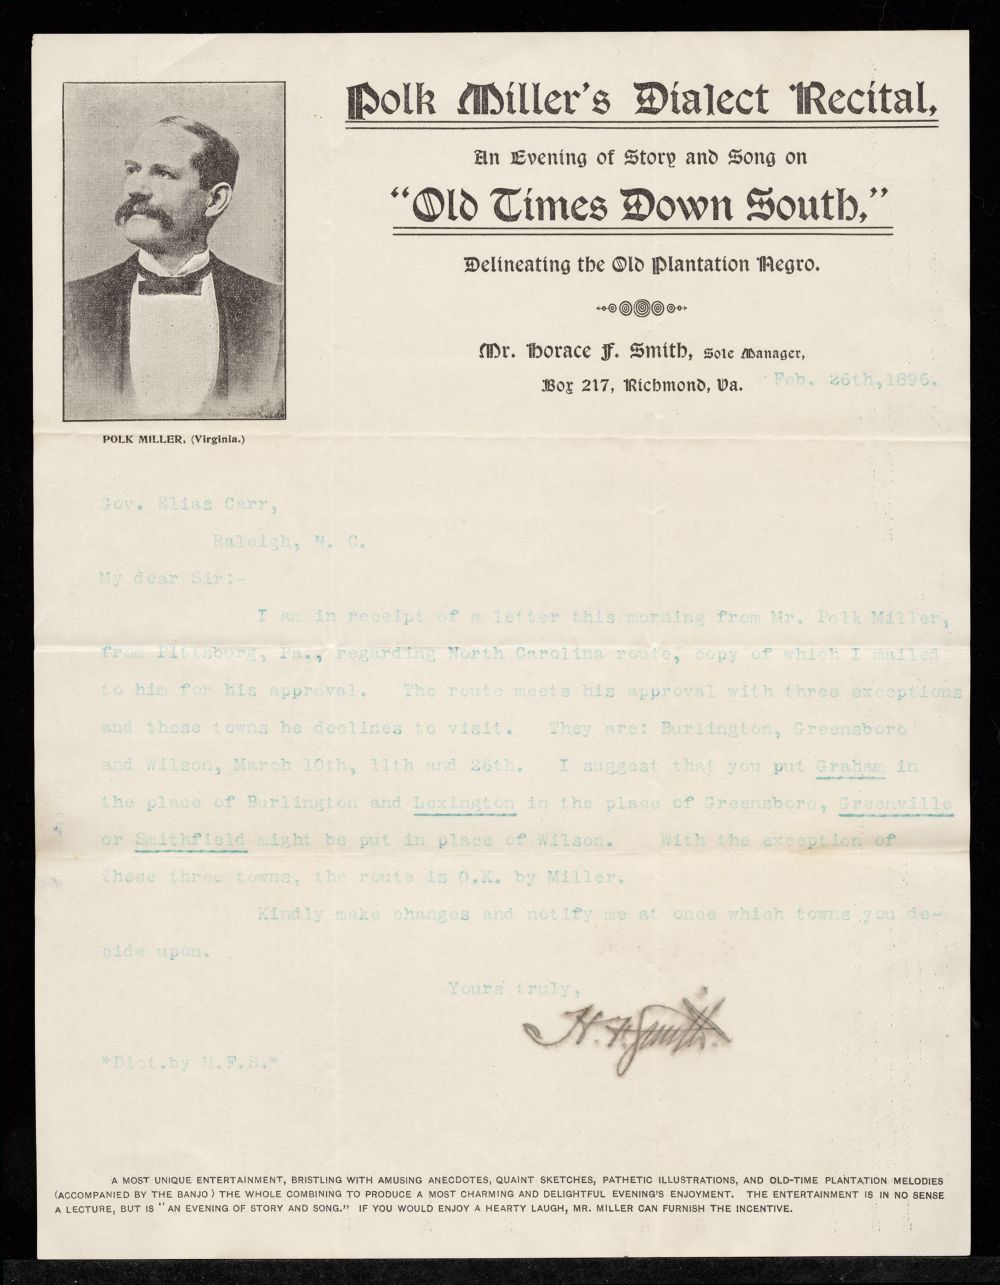 Polk Miller's Dialect Recital,
An Evening of Story and Song on
"Old Times Down South,"
Delineating the Old Plantation Negro.
Mr. Horace F. Smith, Sole Manager,
Box 217, Richmond, Va. Feb. 26th, 1896.
POLK MILLER, (Virginia.)
Gov. Elias Carr,
Raleigh, N. C.
My dear Sir:-
I am in receipt of a letter this morning from Mr. Polk Miller,
from Pittsburg, Pa., regarding North Carolina route, copy of which I mailed
to him for his approval. The route meets his approval with three exceptions
and these towns he declines to visit. They are: Burlington, Greensboro
and Wilson, March 10th, 11th and 26th. I suggest that you put Graham in
the place of Burlington and Lexington in the place of Greensboro, Greenville
or Smithfield might be put in place of Wilson. With the exception of
these three towns, the route is O.K. by Miller.
Kindly make changes and notify me at once which towns you de-
cide upon.
Yours truly,
H. F. Smith.
*Dict.by H.F.S.*
A MOST UNIQUE ENTERTAINMENT, BRISTLING WITH AMUSING ANECDOTES, QUAINT SKETCHES, PATHETIC ILLUSTRATIONS, AND OLD-TIME PLANTATION MELODIES
(ACCOMPANIED BY THE BANJO) THE WHOLE COMBINING TO PRODUCE A MOST CHARMING AND DELIGHTFUL EVENING'S ENJOYMENT. THE ENTERTAINMENT IS IN NO SENSE
A LECTURE, BUT IS "AN EVENING OF STORY AND SONG." IF YOU WOULD ENJOY A HEARTY LAUGH, MR. MILLER CAN FURNISH THE INCENTIVE.